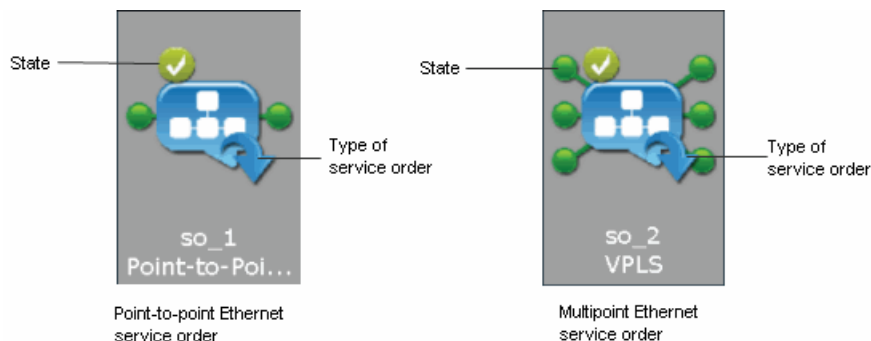 State
Type of
service order
so_1
Point-to-Poi...
Point-to-point Ethernet
service order
State
Type of
service order
so_2
VPLS
Multipoint Ethernet
service order